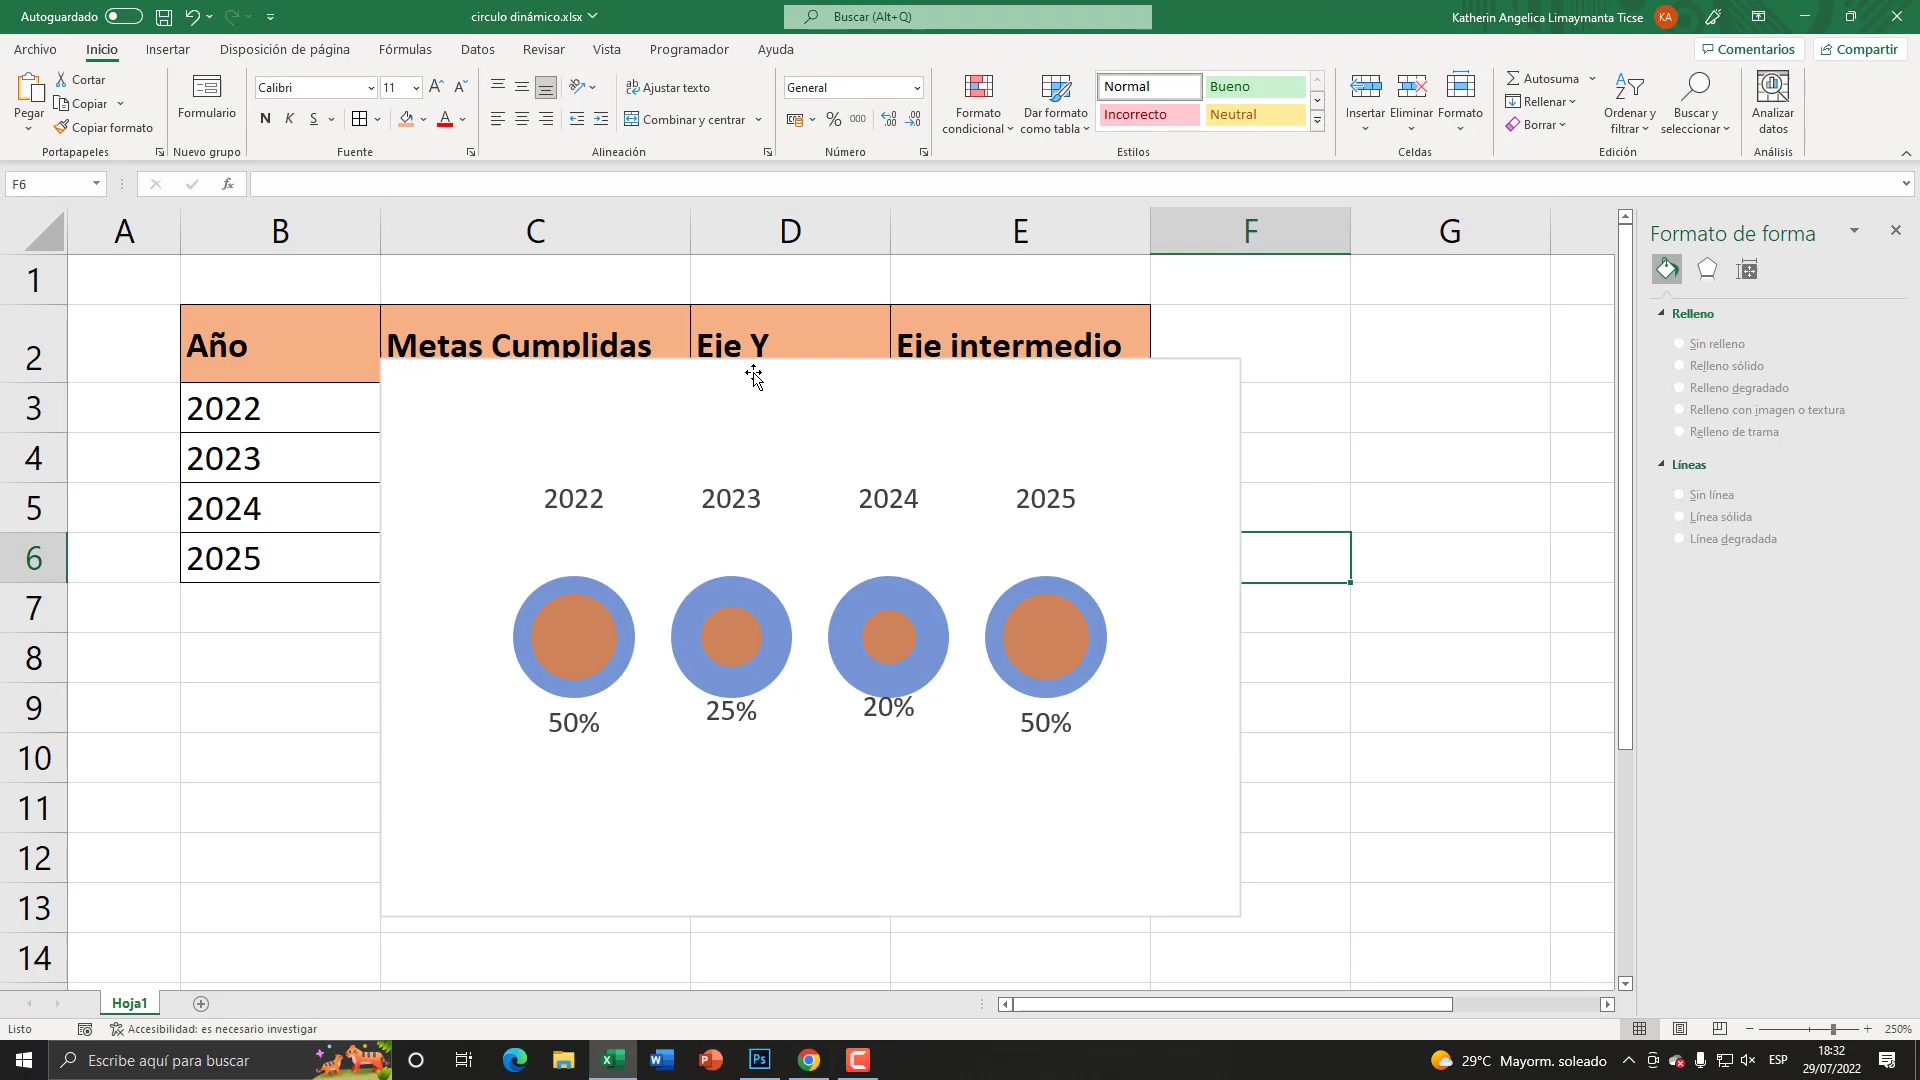 Autoguardado
circulo dinámico.xlsx
Buscar (Alt+Q)
Katherin Angelica Limaymanta Ticse
KA
Archivo Inicio Insertar Disposición de página Fórmulas Datos Revisar Vista Programador Ayuda
Comentarios Compartir
Pegar
Cortar
Copiar
Copiar formato
Portapapeles
Formulario
Nuevo grupo
Calibri 11
N K S
Fuente
Ajustar texto
Combinar y centrar
Alineación
General
% 000
Número
Formato condicional
Dar formato como tabla
Normal Bueno
Incorrecto Neutral
Estilos
Insertar Eliminar Formato
Celdas
Autosuma
Rellenar
Borrar
Ordenar y filtrar
Buscar y seleccionar
Edición
Analizar datos
Análisis
F6
fx
A B C D E F G
1
2 Año Metas Cumplidas Eje Y Eje intermedio
3 2022
4 2023
5 2024
6 2025
7
8
9
10
11
12
13
14
2022 2023 2024 2025
50% 25% 20% 50%
Formato de forma
Relleno
Sin relleno
Relleno sólido
Relleno degradado
Relleno con imagen o textura
Relleno de trama
Líneas
Sin línea
Línea sólida
Línea degradada
Hoja1
Listo
Accesibilidad: es necesario investigar
250%
Escribe aquí para buscar
29°C Mayorm. soleado
ESP
18:32
29/07/2022